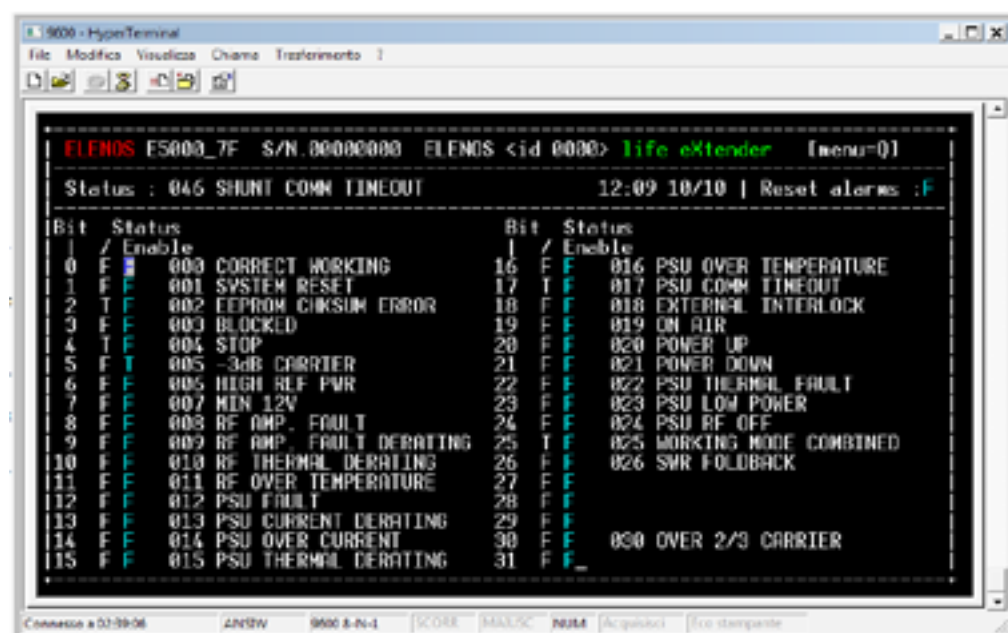 9600 - HyperTerminal
File Modifica Visualizza Chiama Trasferimento ?
ELENOS E5000_7F S/N.00000000 ELENOS <id 0000> life eXtender [menu=Q]
Status : 046 SHUNT COMM TIMEOUT 12:09 10/10 | Reset alarms :F
Bit Status Bit Status
| / Enable | / Enable
0 F F 000 CORRECT WORKING 16 F F 016 PSU OVER TEMPERATURE
1 F F 001 SYSTEM RESET 17 T F 017 PSU COMM TIMEOUT
2 T F 002 EEPROM CHKSUM ERROR 18 F F 018 EXTERNAL INTERLOCK
3 F F 003 BLOCKED 19 F F 019 ON AIR
4 T F 004 STOP 20 F F 020 POWER UP
5 F T 005 -3dB CARRIER 21 F F 021 POWER DOWN
6 F F 006 HIGH REF PWR 22 F F 022 PSU THERMAL FAULT
7 F F 007 MIN 12V 23 F F 023 PSU LOW POWER
8 F F 008 RF AMP. FAULT 24 F F 024 PSU RF OFF
9 F F 009 RF AMP. FAULT DERATING 25 T F 025 WORKING MODE COMBINED
10 F F 010 RF THERMAL DERATING 26 F F 026 SWR FOLDBACK
11 F F 011 RF OVER TEMPERATURE 27 F F
12 F F 012 PSU FAULT 28 F F
13 F F 013 PSU CURRENT DERATING 29 F F
14 F F 014 PSU OVER CURRENT 30 F F 030 OVER 2/3 CARRIER
15 F F 015 PSU THERMAL DERATING 31 F F_
Connesso a 02:39:06 ANSIW 9600 8-N-1 SCORR MAIUSC NUM Acquisisci Eco stampante